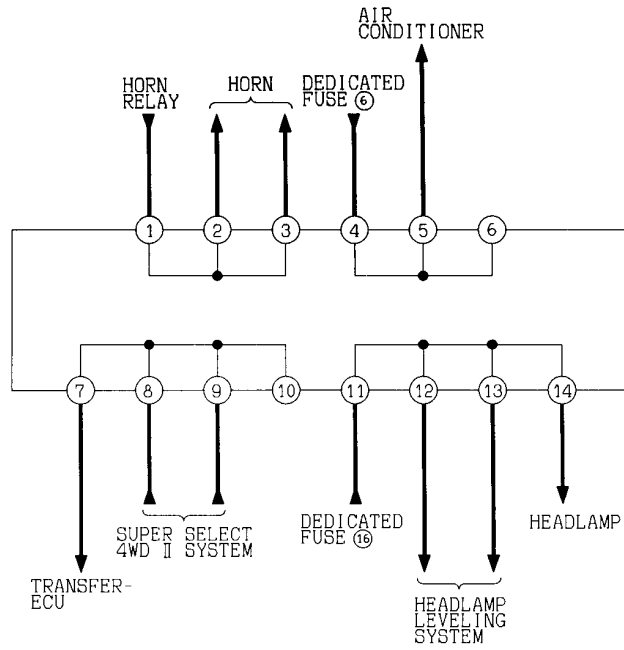 AIR
CONDITIONER
HORN
RELAY
HORN
DEDICATED
FUSE ⑥
1
2
3
4
5
6
7
8
9
10
11
12
13
14
SUPER SELECT
4WD Ⅱ SYSTEM
DEDICATED
FUSE ⑯
HEADLAMP
TRANSFER-
ECU
HEADLAMP
LEVELING
SYSTEM